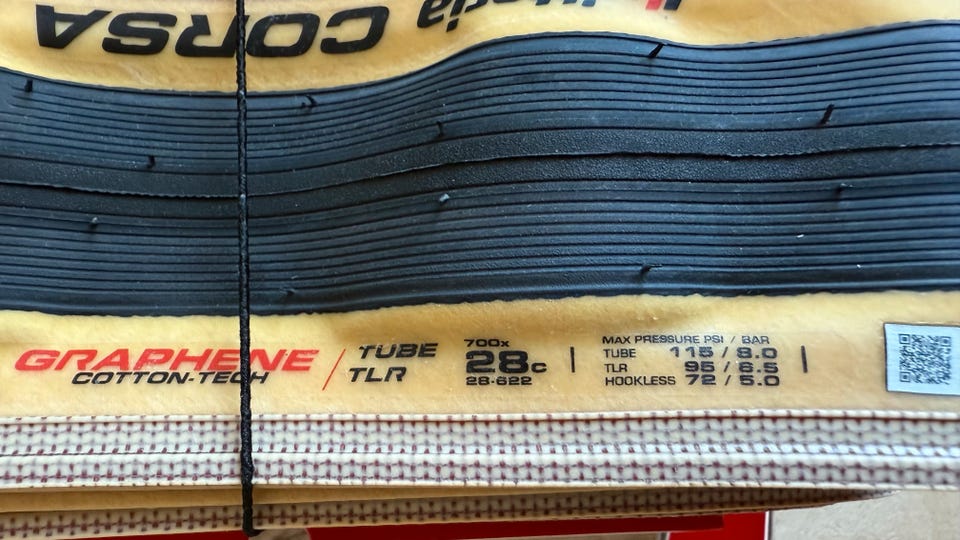 Vittoria CORSA
GRAPHENE
COTTON-TECH
TUBE
TLR
700x
28c
28-622
MAX PRESSURE PSI / BAR
TUBE 115 / 8.0
TLR 95 / 6.5
HOOKLESS 72 / 5.0